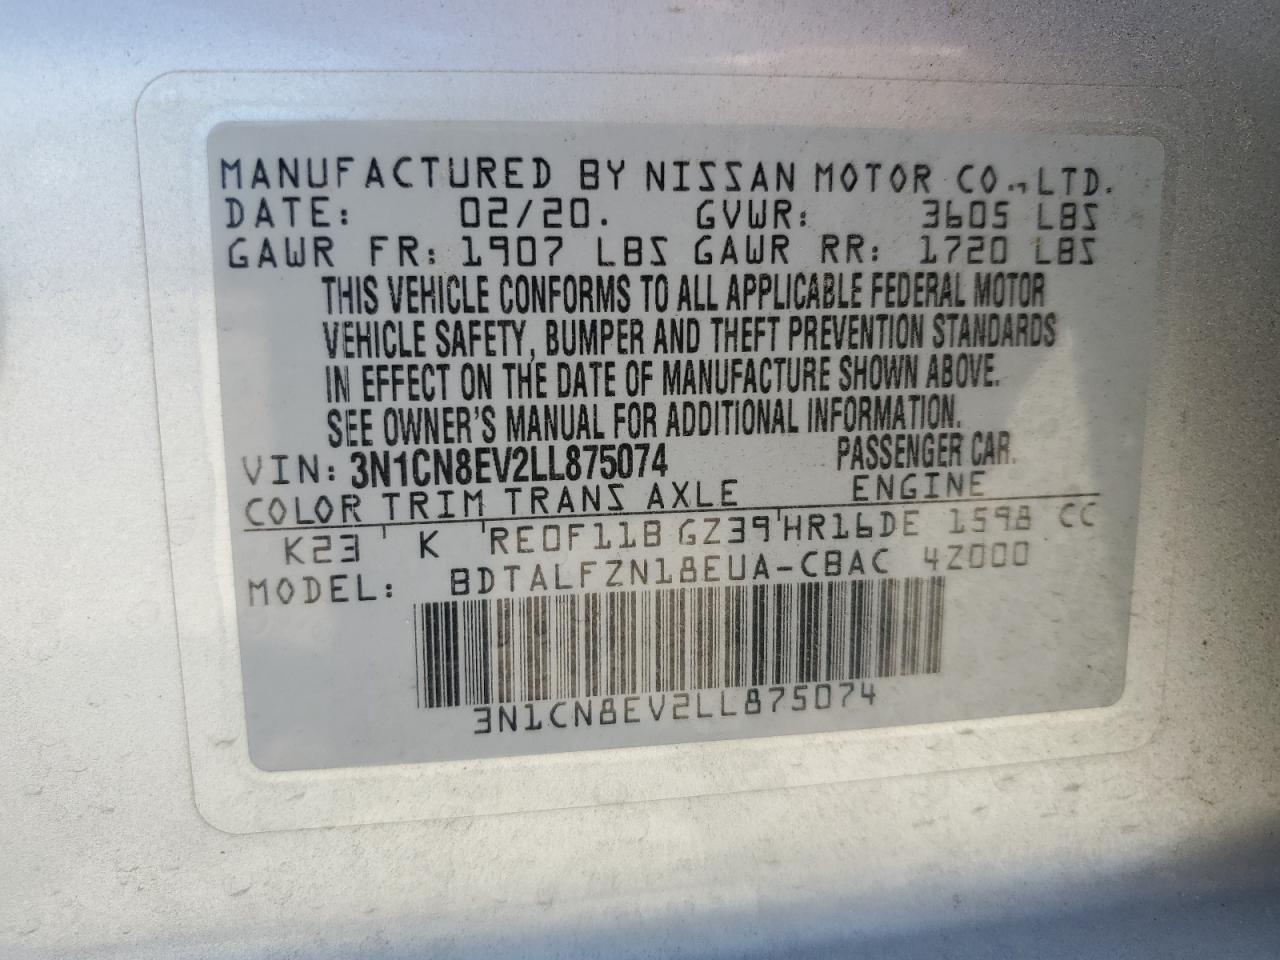 MANUFACTURED BY NISSAN MOTOR CO., LTD.
DATE: 02/20. GVWR: 3605 LBS
GAWR FR: 1907 LBS GAWR RR: 1720 LBS
THIS VEHICLE CONFORMS TO ALL APPLICABLE FEDERAL MOTOR
VEHICLE SAFETY, BUMPER AND THEFT PREVENTION STANDARDS
IN EFFECT ON THE DATE OF MANUFACTURE SHOWN ABOVE.
SEE OWNER'S MANUAL FOR ADDITIONAL INFORMATION.
VIN: 3N1CN8EV2LL875074 PASSENGER CAR.
COLOR TRIM TRANS AXLE ENGINE
K23 K RE0F11B GZ39 HR16DE 1598 CC
MODEL: BDTALFZN18EUA-CBAC 4Z000
3N1CN8EV2LL875074